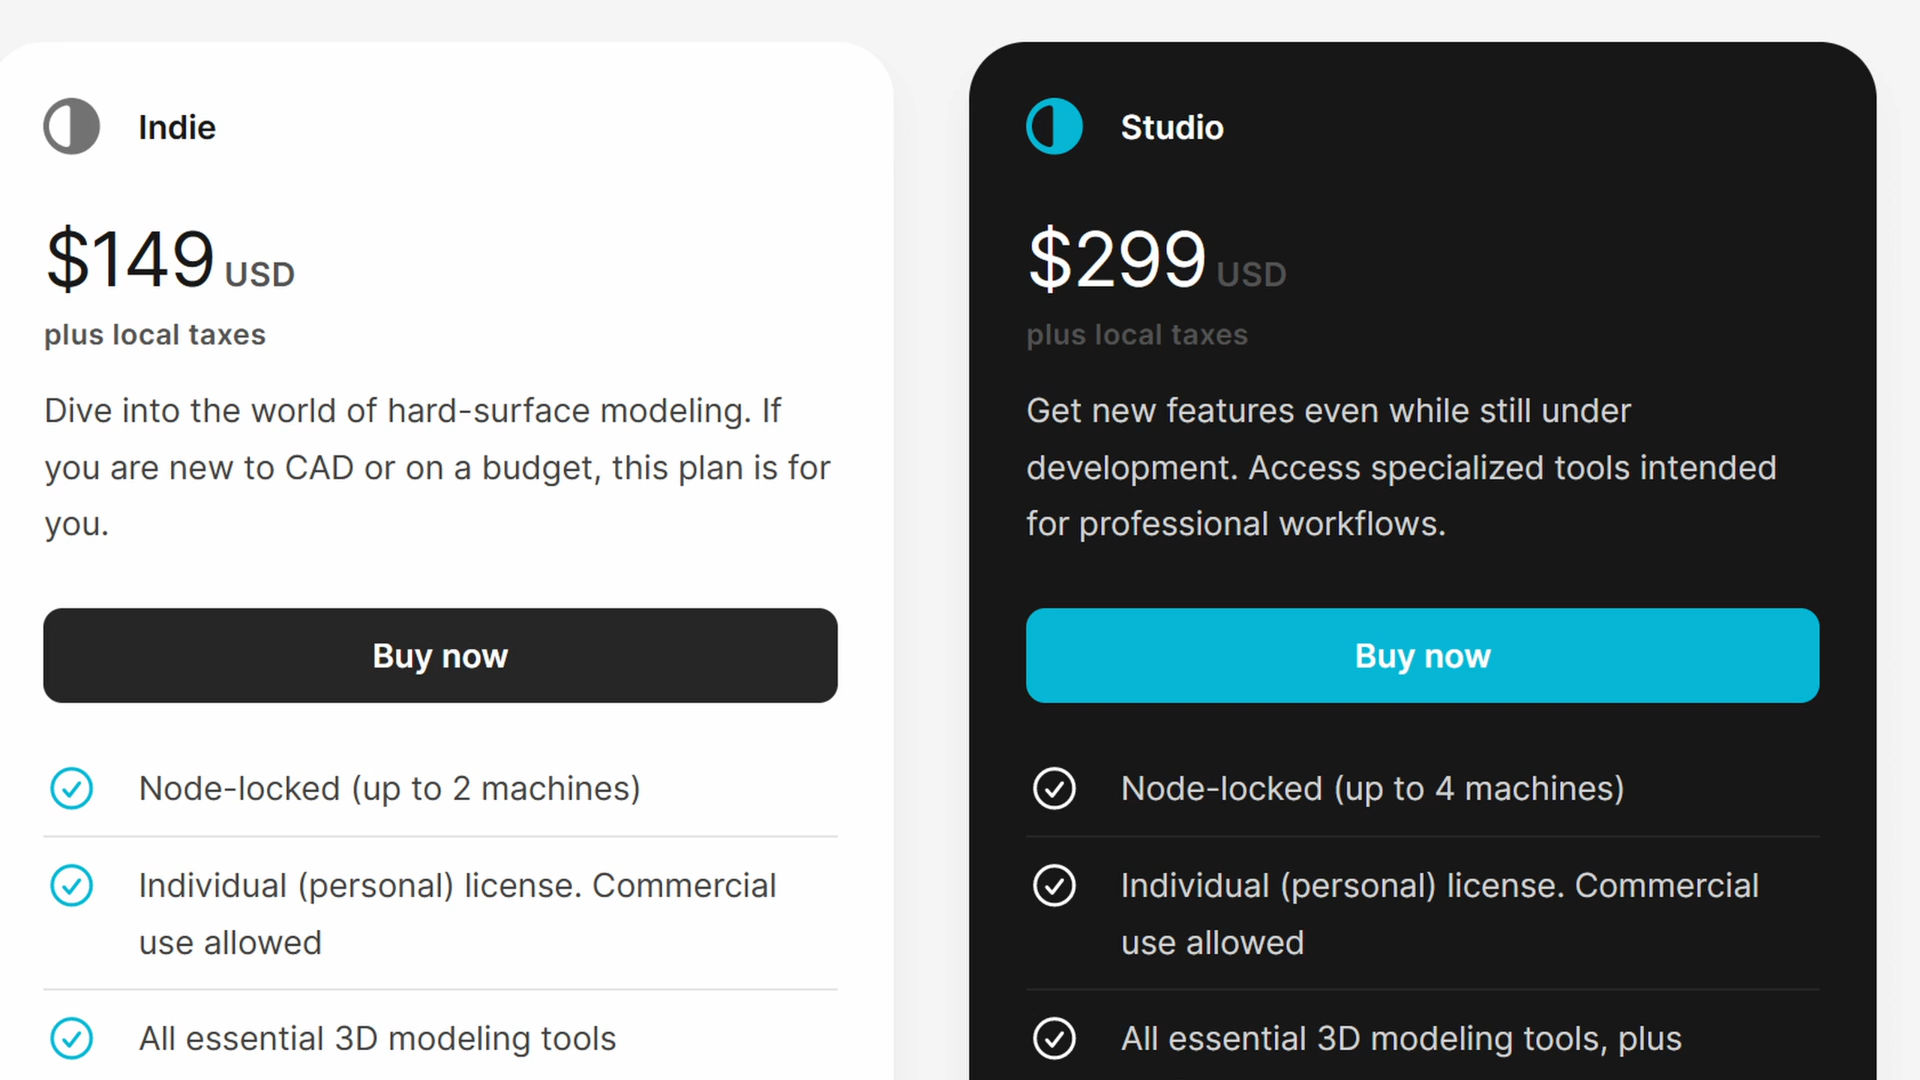 Indie
$149 USD
plus local taxes
Dive into the world of hard-surface modeling. If
you are new to CAD or on a budget, this plan is for
you.
Buy now
Node-locked (up to 2 machines)
Individual (personal) license. Commercial
use allowed
All essential 3D modeling tools
Studio
$299 USD
plus local taxes
Get new features even while still under
development. Access specialized tools intended
for professional workflows.
Buy now
Node-locked (up to 4 machines)
Individual (personal) license. Commercial
use allowed
All essential 3D modeling tools, plus